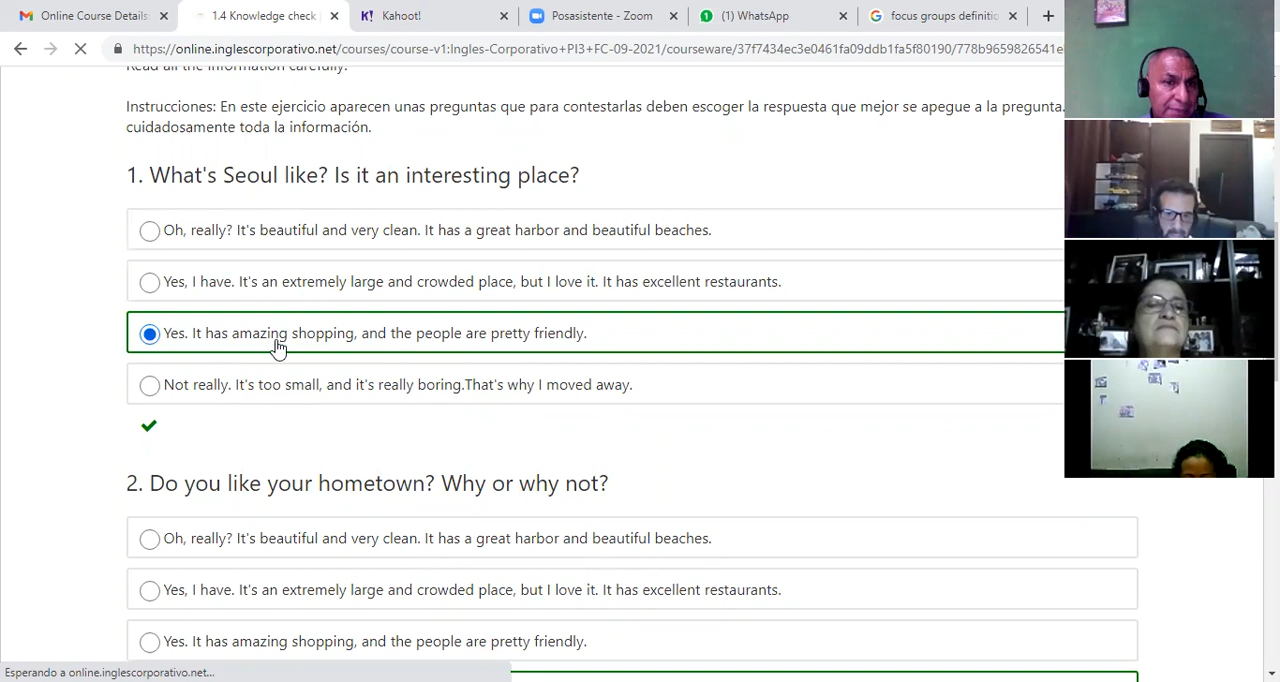 Online Course Details:
1.4 Knowledge check
Kahoot!
Posasistente - Zoom
(1) WhatsApp
focus groups definitio
https://online.inglescorporativo.net/courses/course-v1:Ingles-Corporativo+PI3+FC-09-2021/courseware/37f7434ec3e0461fa09ddb1fa5f80190/778b9659826541e
Read all the information carefully.
Instrucciones: En este ejercicio aparecen unas preguntas que para contestarlas deben escoger la respuesta que mejor se apegue a la pregunta.
cuidadosamente toda la información.
1. What's Seoul like? Is it an interesting place?
Oh, really? It's beautiful and very clean. It has a great harbor and beautiful beaches.
Yes, I have. It's an extremely large and crowded place, but I love it. It has excellent restaurants.
Yes. It has amazing shopping, and the people are pretty friendly.
Not really. It's too small, and it's really boring.That's why I moved away.
2. Do you like your hometown? Why or why not?
Oh, really? It's beautiful and very clean. It has a great harbor and beautiful beaches.
Yes, I have. It's an extremely large and crowded place, but I love it. It has excellent restaurants.
Yes. It has amazing shopping, and the people are pretty friendly.
Esperando a online.inglescorporativo.net...